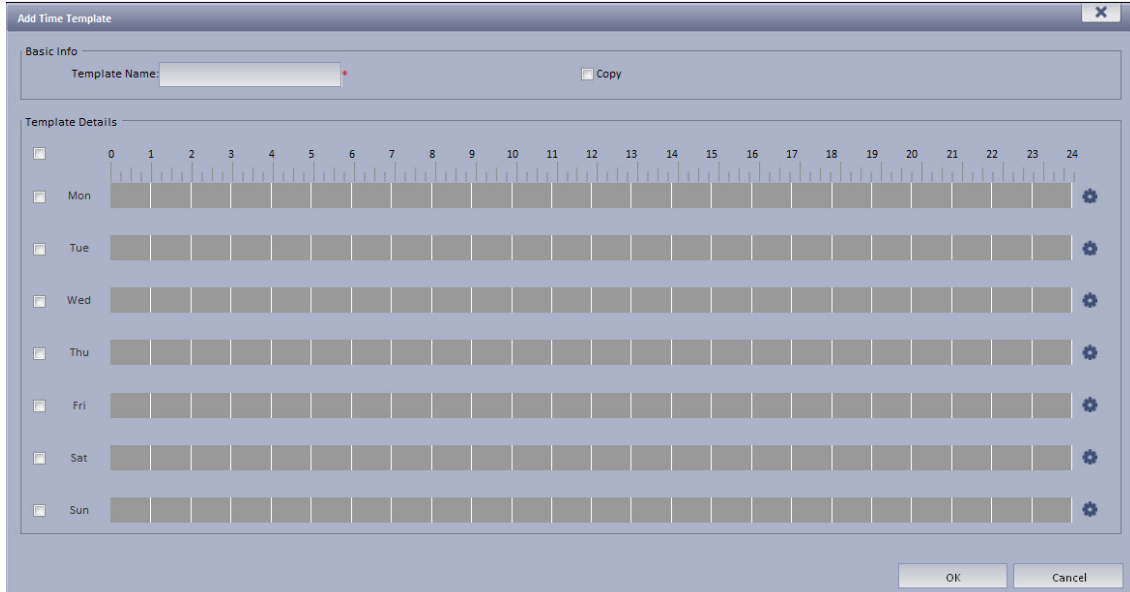 Add Time Template
Basic Info
Template Name: * Copy
Template Details
0 1 2 3 4 5 6 7 8 9 10 11 12 13 14 15 16 17 18 19 20 21 22 23 24
Mon
Tue
Wed
Thu
Fri
Sat
Sun
OK Cancel